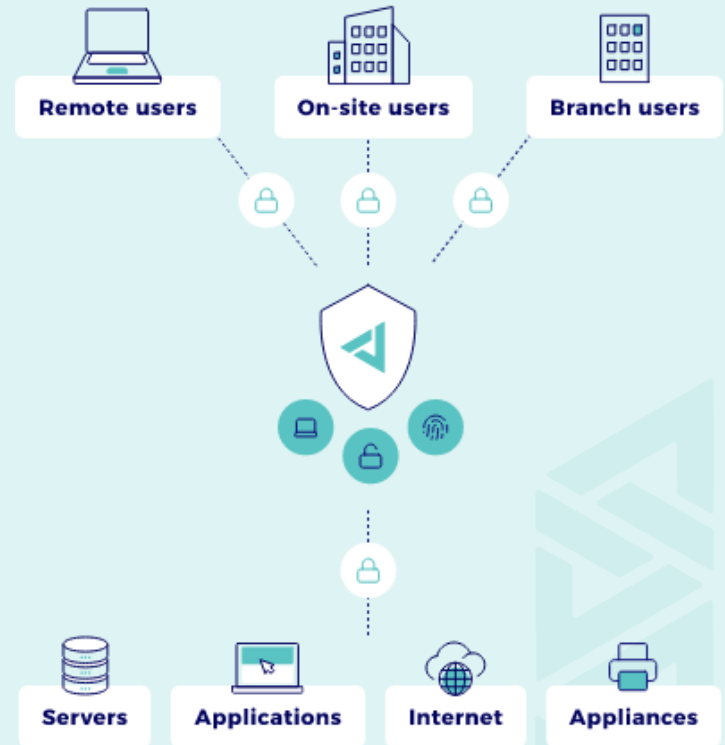 Remote users
On-site users
Branch users
Servers
Applications
Internet
Appliances